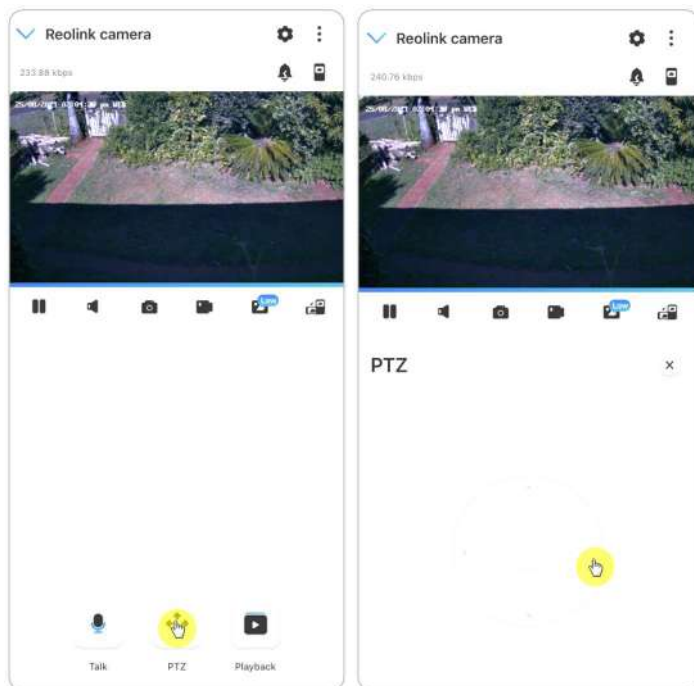 Reolink camera
233.88 kbps
Low
Talk
PTZ
Playback
Reolink camera
240.76 kbps
Low
PTZ